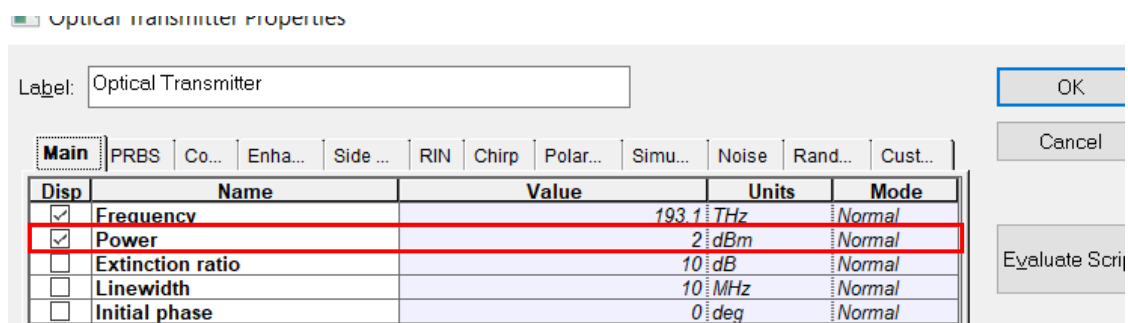 Optical Transmitter Properties
Label: Optical Transmitter
OK
Cancel
Main PRBS Co... Enha... Side ... RIN Chirp Polar... Simu... Noise Rand... Cust...
Disp Name Value Units Mode
Frequency 193.1 THz Normal
Power 2 dBm Normal
Extinction ratio 10 dB Normal
Evaluate Scrip
Linewidth 10 MHz Normal
Initial phase 0 deg Normal